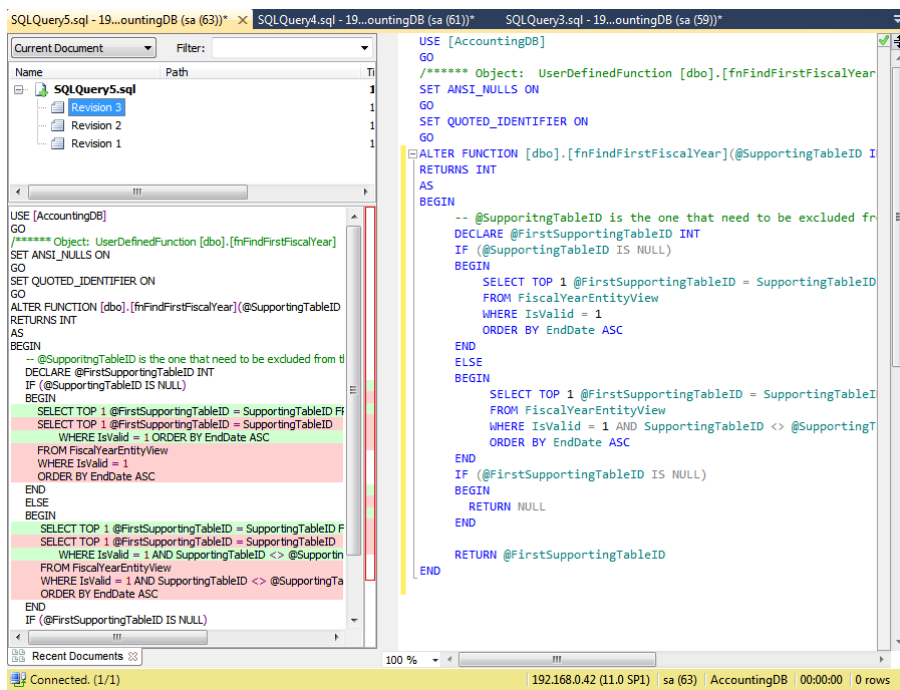 SQLQuery5.sql - 19...ountingDB (sa (63))* SQLQuery4.sql - 19...ountingDB (sa (61))* SQLQuery3.sql - 19...ountingDB (sa (59))*
Current Document Filter:
Name Path Ti
SQLQuery5.sql 1
Revision 3 1
Revision 2 1
Revision 1 1
USE [AccountingDB]
GO
/****** Object: UserDefinedFunction [dbo].[fnFindFirstFiscalYear]
SET ANSI_NULLS ON
GO
SET QUOTED_IDENTIFIER ON
GO
ALTER FUNCTION [dbo].[fnFindFirstFiscalYear](@SupportingTableID
RETURNS INT
AS
BEGIN
-- @SupporitngTableID is the one that need to be excluded from th
DECLARE @FirstSupportingTableID INT
IF (@SupportingTableID IS NULL)
BEGIN
SELECT TOP 1 @FirstSupportingTableID = SupportingTableID FR
SELECT TOP 1 @FirstSupportingTableID = SupportingTableID
WHERE IsValid = 1 ORDER BY EndDate ASC
FROM FiscalYearEntityView
WHERE IsValid = 1
ORDER BY EndDate ASC
END
ELSE
BEGIN
SELECT TOP 1 @FirstSupportingTableID = SupportingTableID F
SELECT TOP 1 @FirstSupportingTableID = SupportingTableID
WHERE IsValid = 1 AND SupportingTableID <> @Supportin
FROM FiscalYearEntityView
WHERE IsValid = 1 AND SupportingTableID <> @SupportingTa
ORDER BY EndDate ASC
END
IF (@FirstSupportingTableID IS NULL)
Recent Documents
USE [AccountingDB]
GO
/****** Object: UserDefinedFunction [dbo].[fnFindFirstFiscalYear
SET ANSI_NULLS ON
GO
SET QUOTED_IDENTIFIER ON
GO
ALTER FUNCTION [dbo].[fnFindFirstFiscalYear](@SupportingTableID I
RETURNS INT
AS
BEGIN
-- @SupporitngTableID is the one that need to be excluded fr
DECLARE @FirstSupportingTableID INT
IF (@SupportingTableID IS NULL)
BEGIN
SELECT TOP 1 @FirstSupportingTableID = SupportingTableID
FROM FiscalYearEntityView
WHERE IsValid = 1
ORDER BY EndDate ASC
END
ELSE
BEGIN
SELECT TOP 1 @FirstSupportingTableID = SupportingTableI
FROM FiscalYearEntityView
WHERE IsValid = 1 AND SupportingTableID <> @SupportingT
ORDER BY EndDate ASC
END
IF (@FirstSupportingTableID IS NULL)
BEGIN
RETURN NULL
END
RETURN @FirstSupportingTableID
END
100 %
Connected. (1/1) 192.168.0.42 (11.0 SP1) sa (63) AccountingDB 00:00:00 0 rows